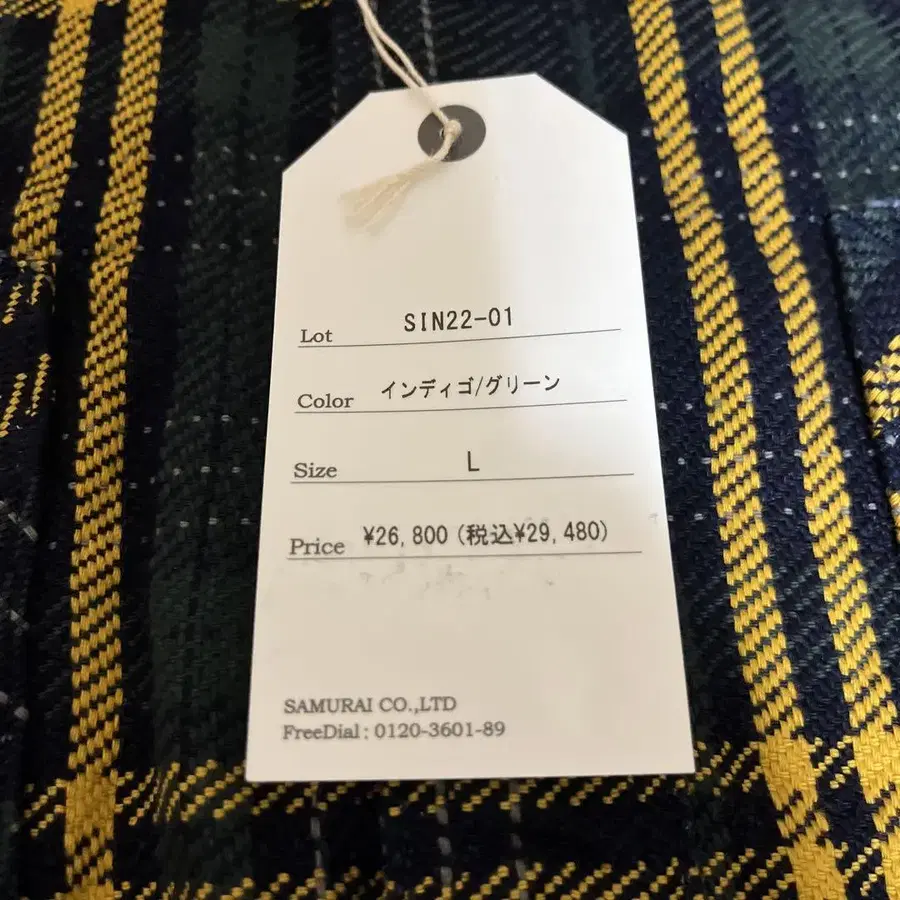 Lot SIN22-01
Color インディゴ/グリーン
Size L
Price ¥26,800(税込¥29,480)
SAMURAI CO.,LTD
FreeDial : 0120-3601-89